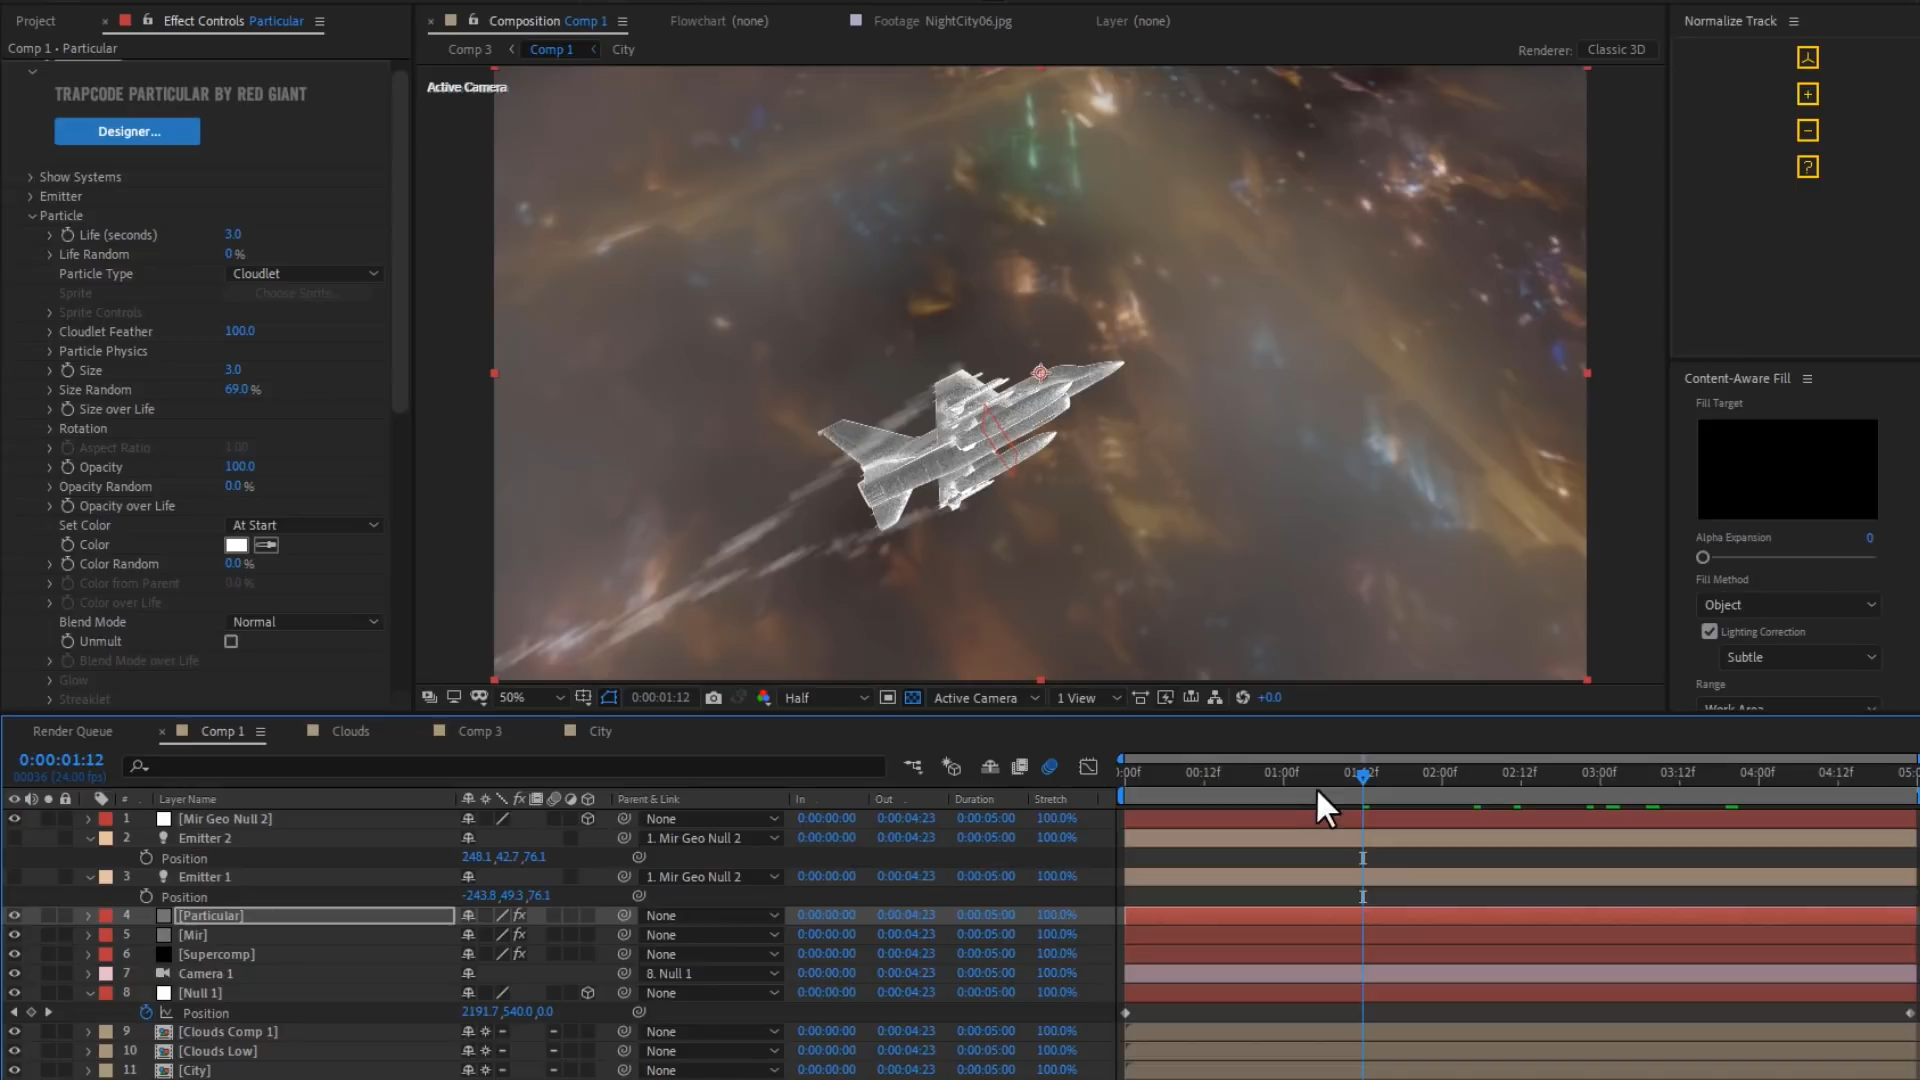 Project
× Effect Controls Particular
Comp 1 • Particular
TRAPCODE PARTICULAR BY RED GIANT
Designer...
Show Systems
Emitter
Particle
Life (seconds) 3.0
Life Random 0 %
Particle Type Cloudlet
Sprite Choose Sprite...
Sprite Controls
Cloudlet Feather 100.0
Particle Physics
Size 3.0
Size Random 69.0 %
Size over Life
Rotation
Aspect Ratio 1.00
Opacity 100.0
Opacity Random 0.0 %
Opacity over Life
Set Color At Start
Color
Color Random 0.0 %
Color from Parent 0.0 %
Color over Life
Blend Mode Normal
Unmult
Blend Mode over Life
Glow
Streaklet
× Composition Comp 1 Flowchart (none) Footage NightCity06.jpg Layer (none)
Comp 3 Comp 1 City Renderer: Classic 3D
Active Camera
50% 0:00:01:12 Half Active Camera 1 View +0.0
Normalize Track
+
−
?
Content-Aware Fill
Fill Target
Alpha Expansion 0
Fill Method
Object
Lighting Correction
Subtle
Range
Work Area
Render Queue × Comp 1 Clouds Comp 3 City
0:00:01:12
00036 (24.00 fps)
:00f 00:12f 01:00f 01:12f 02:00f 02:12f 03:00f 03:12f 04:00f 04:12f 05:0
# Layer Name fx Parent & Link In Out Duration Stretch
1 [Mir Geo Null 2] None 0:00:00:00 0:00:04:23 0:00:05:00 100.0%
2 Emitter 2 1. Mir Geo Null 2 0:00:00:00 0:00:04:23 0:00:05:00 100.0%
Position 248.1,42.7,76.1
3 Emitter 1 1. Mir Geo Null 2 0:00:00:00 0:00:04:23 0:00:05:00 100.0%
Position -243.8,49.3,76.1
4 [Particular] fx None 0:00:00:00 0:00:04:23 0:00:05:00 100.0%
5 [Mir] fx None 0:00:00:00 0:00:04:23 0:00:05:00 100.0%
6 [Supercomp] fx None 0:00:00:00 0:00:04:23 0:00:05:00 100.0%
7 Camera 1 8. Null 1 0:00:00:00 0:00:04:23 0:00:05:00 100.0%
8 [Null 1] None 0:00:00:00 0:00:04:23 0:00:05:00 100.0%
Position 2191.7,540.0,0.0
9 [Clouds Comp 1] None 0:00:00:00 0:00:04:23 0:00:05:00 100.0%
10 [Clouds Low] None 0:00:00:00 0:00:04:23 0:00:05:00 100.0%
11 [City] None 0:00:00:00 0:00:04:23 0:00:05:00 100.0%